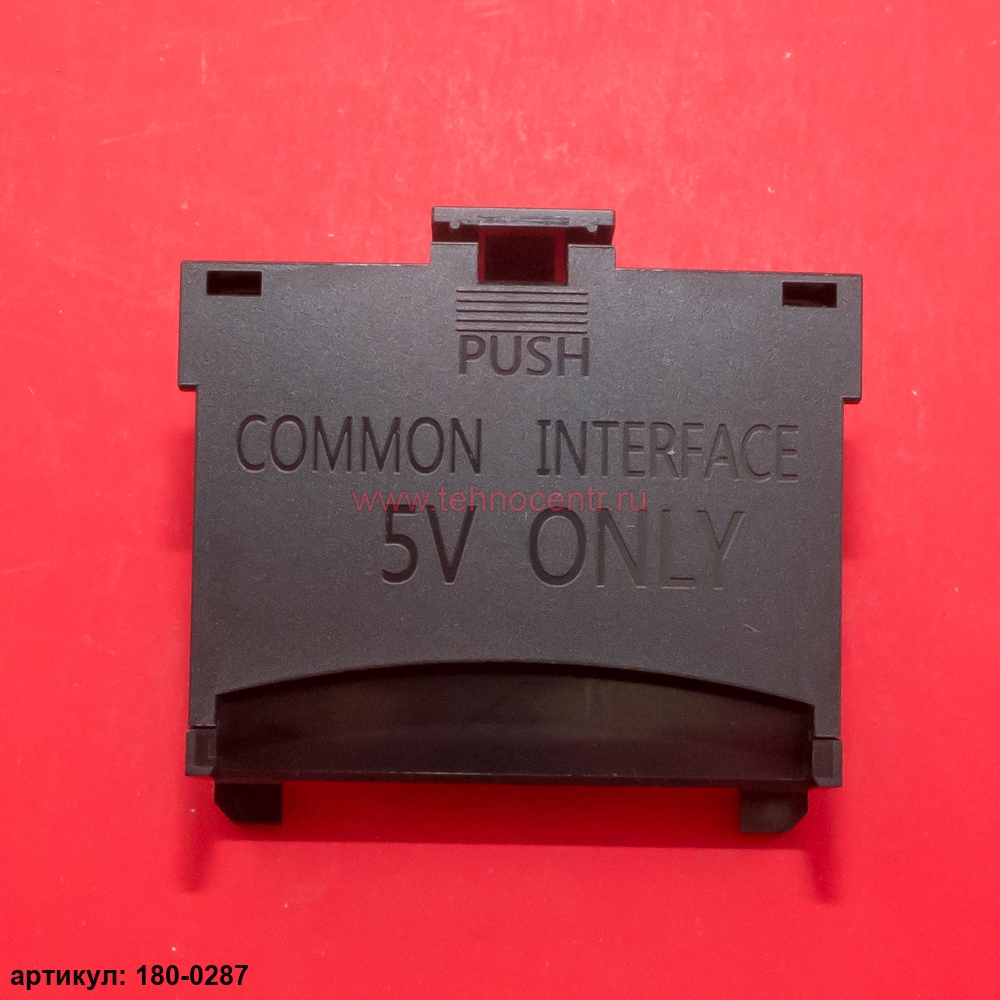 PUSH
COMMON INTERFACE
www.tehnocentr.ru
5V ONLY
артикул: 180-0287